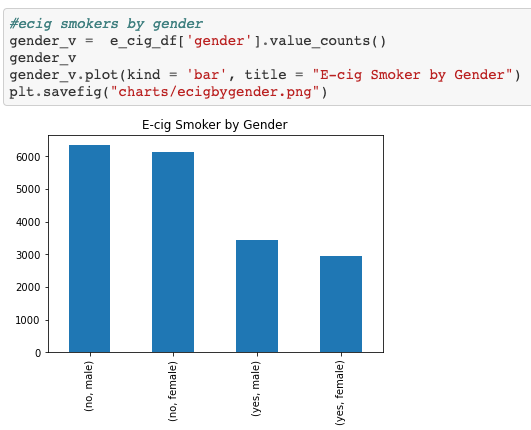 #ecig smokers by gender
gender_v =  e_cig_df['gender'].value_counts()
gender_v
gender_v.plot(kind = 'bar', title = "E-cig Smoker by Gender")
plt.savefig("charts/ecigbygender.png")
E-cig Smoker by Gender
6000
5000
4000
3000
2000
1000
0
(no, male)
(no, female)
(yes, male)
(yes, female)